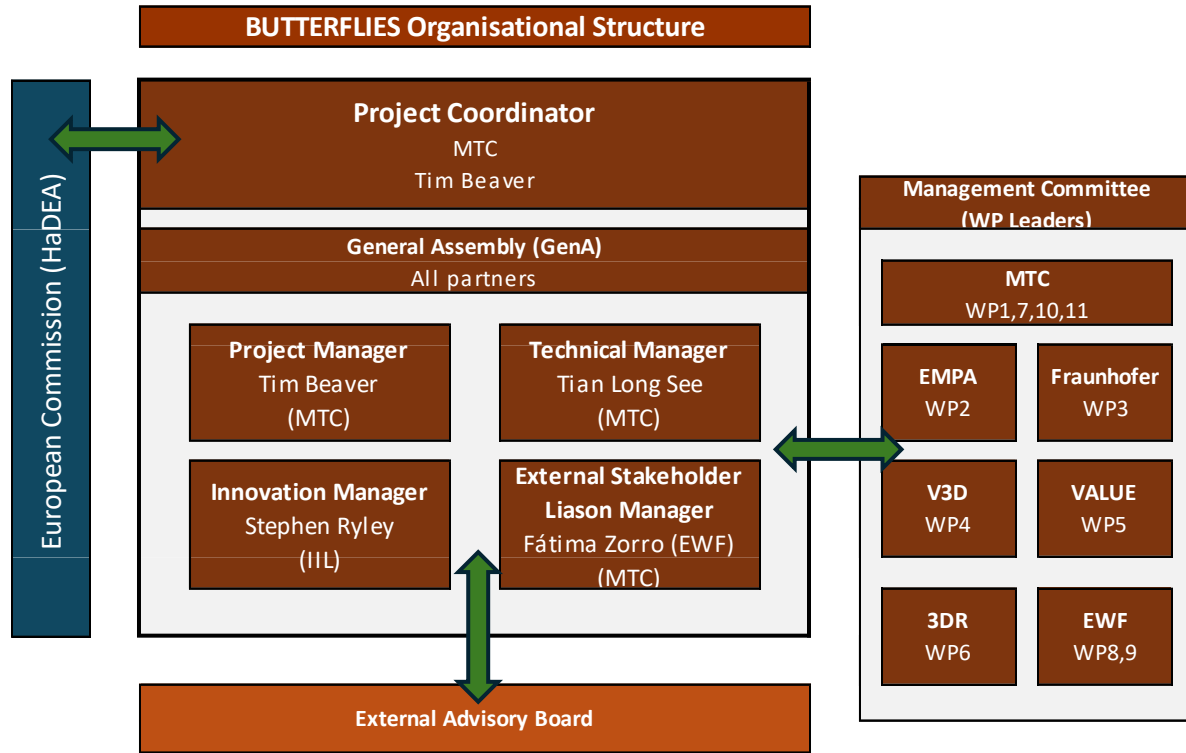 BUTTERFLIES Organisational Structure
European Commission (HaDEA)
Project Coordinator
MTC
Tim Beaver
General Assembly (GenA)
All partners
Project Manager
Tim Beaver
(MTC)
Technical Manager
Tian Long See
(MTC)
Innovation Manager
Stephen Ryley
(IIL)
External Stakeholder
Liason Manager
Fátima Zorro (EWF)
(MTC)
External Advisory Board
Management Committee
(WP Leaders)
MTC
WP1,7,10,11
EMPA
WP2
Fraunhofer
WP3
V3D
WP4
VALUE
WP5
3DR
WP6
EWF
WP8,9